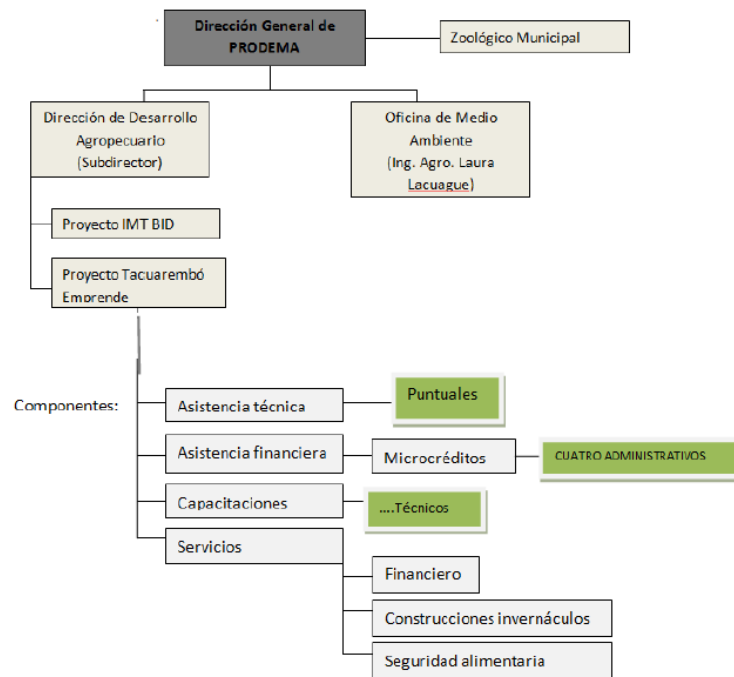 Dirección General de
PRODEMA
Zoológico Municipal
Dirección de Desarrollo
Agropecuario
(Subdirector)
Oficina de Medio
Ambiente
(Ing. Agro. Laura
Lacuague)
Proyecto IMT BID
Proyecto Tacuarembó
Emprende
Componentes:
Asistencia técnica
Puntuales
Asistencia financiera
Microcréditos
CUATRO ADMINISTRATIVOS
Capacitaciones
....Técnicos
Servicios
Financiero
Construcciones invernáculos
Seguridad alimentaria